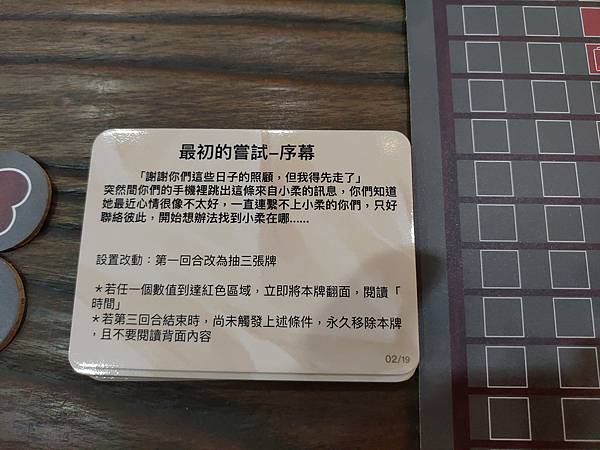 最初的嘗試–序幕
「謝謝你們這些日子的照顧，但我得先走了」
突然間你們的手機裡跳出這條來自小柔的訊息，你們知道
她最近心情很像不太好，一直連繫不上小柔的你們，只好
聯絡彼此，開始想辦法找到小柔在哪......
設置改動：第一回合改為抽三張牌
＊若任一個數值到達紅色區域，立即將本牌翻面，閱讀「
時間」
＊若第三回合結束時，尚未觸發上述條件，永久移除本牌
，且不要閱讀背面內容
02/19